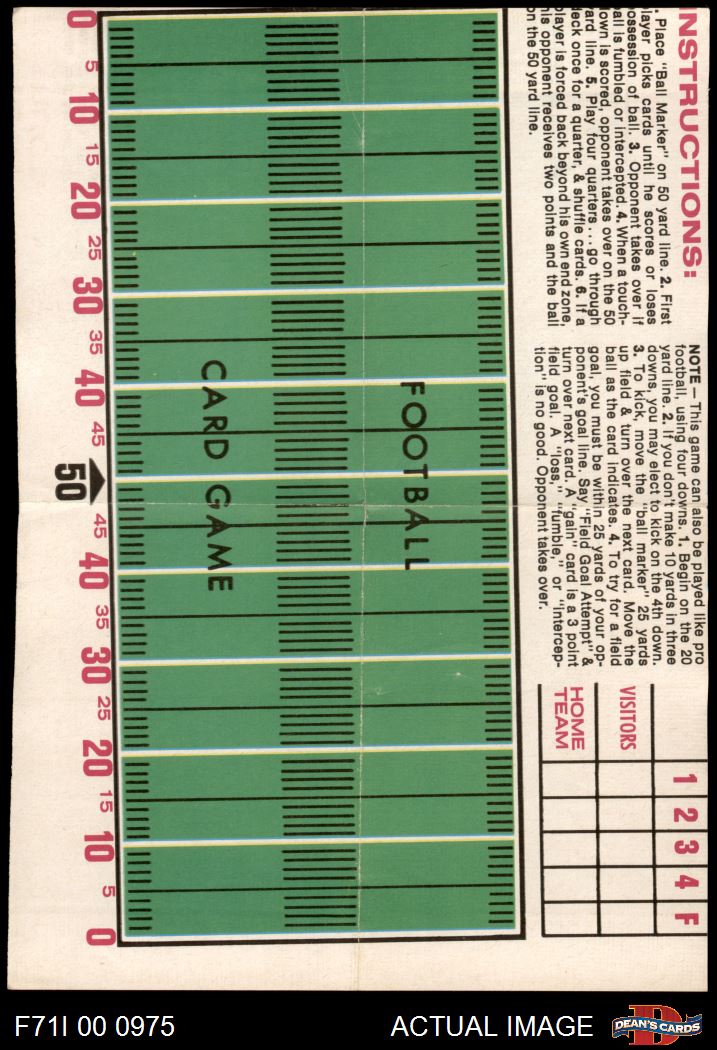 INSTRUCTIONS:
1. Place "Ball Marker" on 50 yard line. 2. First
player picks cards until he scores or loses
possession of ball. 3. Opponent takes over if
ball is fumbled or intercepted. 4. When a touch-
down is scored, opponent takes over on the 50
yard line. 5. Play four quarters . . . go through
deck once for a quarter, & shuffle cards. 6. If a
player is forced back beyond his own end zone,
his opponent receives two points and the ball
on the 50 yard line.
NOTE — This game can also be played like pro
football, using four downs. 1. Begin on the 20
yard line. 2. If you don't make 10 yards in three
downs, you may elect to kick on the 4th down.
3. To kick, move the "ball marker" 25 yards
up field & turn over the next card. Move the
ball as the card indicates. 4. To try for a field
goal, you must be within 25 yards of your op-
ponent's goal line. Say, "Field Goal Attempt" &
turn over next card. A "gain" card is a 3 point
field goal. A "loss," "fumble," or "intercep-
tion" is no good. Opponent takes over.
1 2 3 4 F
VISITORS
HOME
TEAM
FOOTBALL
CARD GAME
0 5 10 15 20 25 30 35 40 45 50 45 40 35 30 25 20 15 10 5 0
F71I 00 0975
ACTUAL IMAGE
D
DEAN'S CARDS